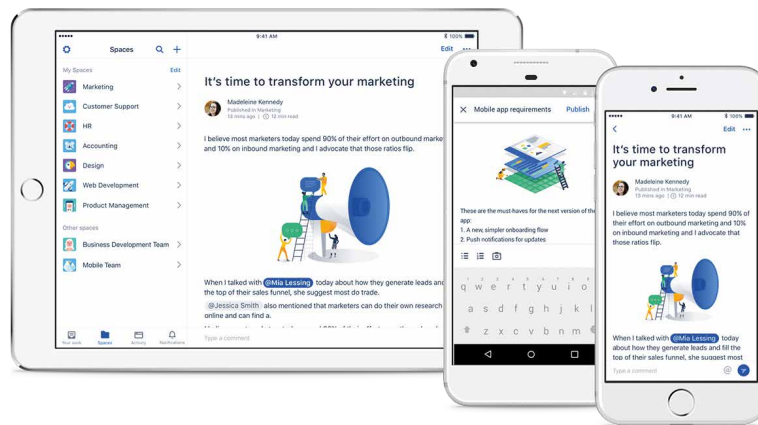 9:41 AM
100%
Spaces
Edit
My Spaces
Edit
Marketing
Customer Support
HR
Accounting
Design
Web Development
Product Management
Other spaces
Business Development Team
Mobile Team
Your work
Spaces
Activity
Notifications
It's time to transform your marketing
Madeleine Kennedy
Published in Marketing
13 mins ago | 12 min read
I believe most marketers today spend 90% of their effort on outbound
and 10% on inbound marketing and I advocate that those ratios flip.
When I talked with @Mia Lessing today about how they generate leads and
the top of their sales funnel, she suggest most do trade.
@Jessica Smith also mentioned that marketers can do their own research
online and can find a.
Type a comment
Mobile app requirements
Publish
These are the must-haves for the next version of the
app:
1. A new, simpler onboarding flow
2. Push notifications for updates
q w e r t y u i o
a s d f g h j k l
z x c v b n m
9:41 AM
100%
Edit
It's time to transform
your marketing
Madeleine Kennedy
Published in Marketing
13 mins ago | 12 min read
I believe most marketers today spend 90% of
their effort on outbound marketing and 10%
on inbound marketing and I advocate that
those ratios flip.
When I talked with @Mia Lessing today
about how they generate leads and fill the
top of their sales funnel, she suggest most
Type a comment
@